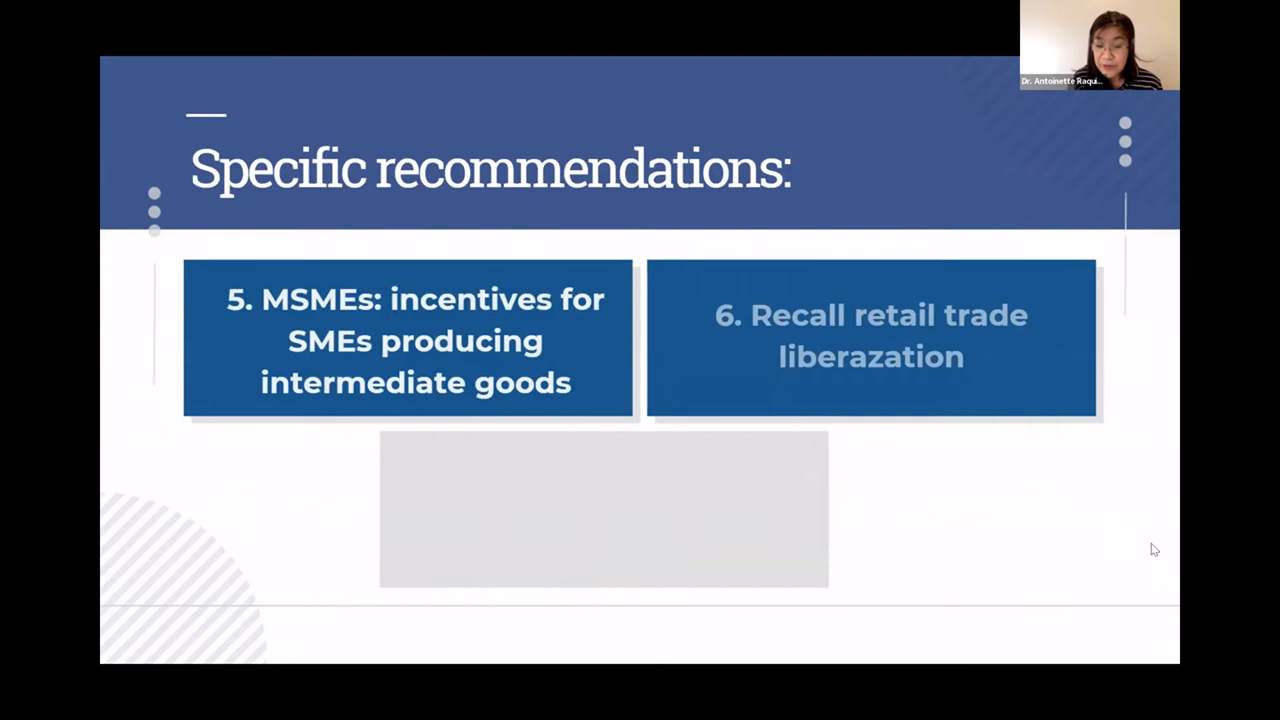 Dr. Antoinette Raqui...
Specific recommendations:
5. MSMEs: incentives for
SMEs producing
intermediate goods
6. Recall retail trade
liberazation